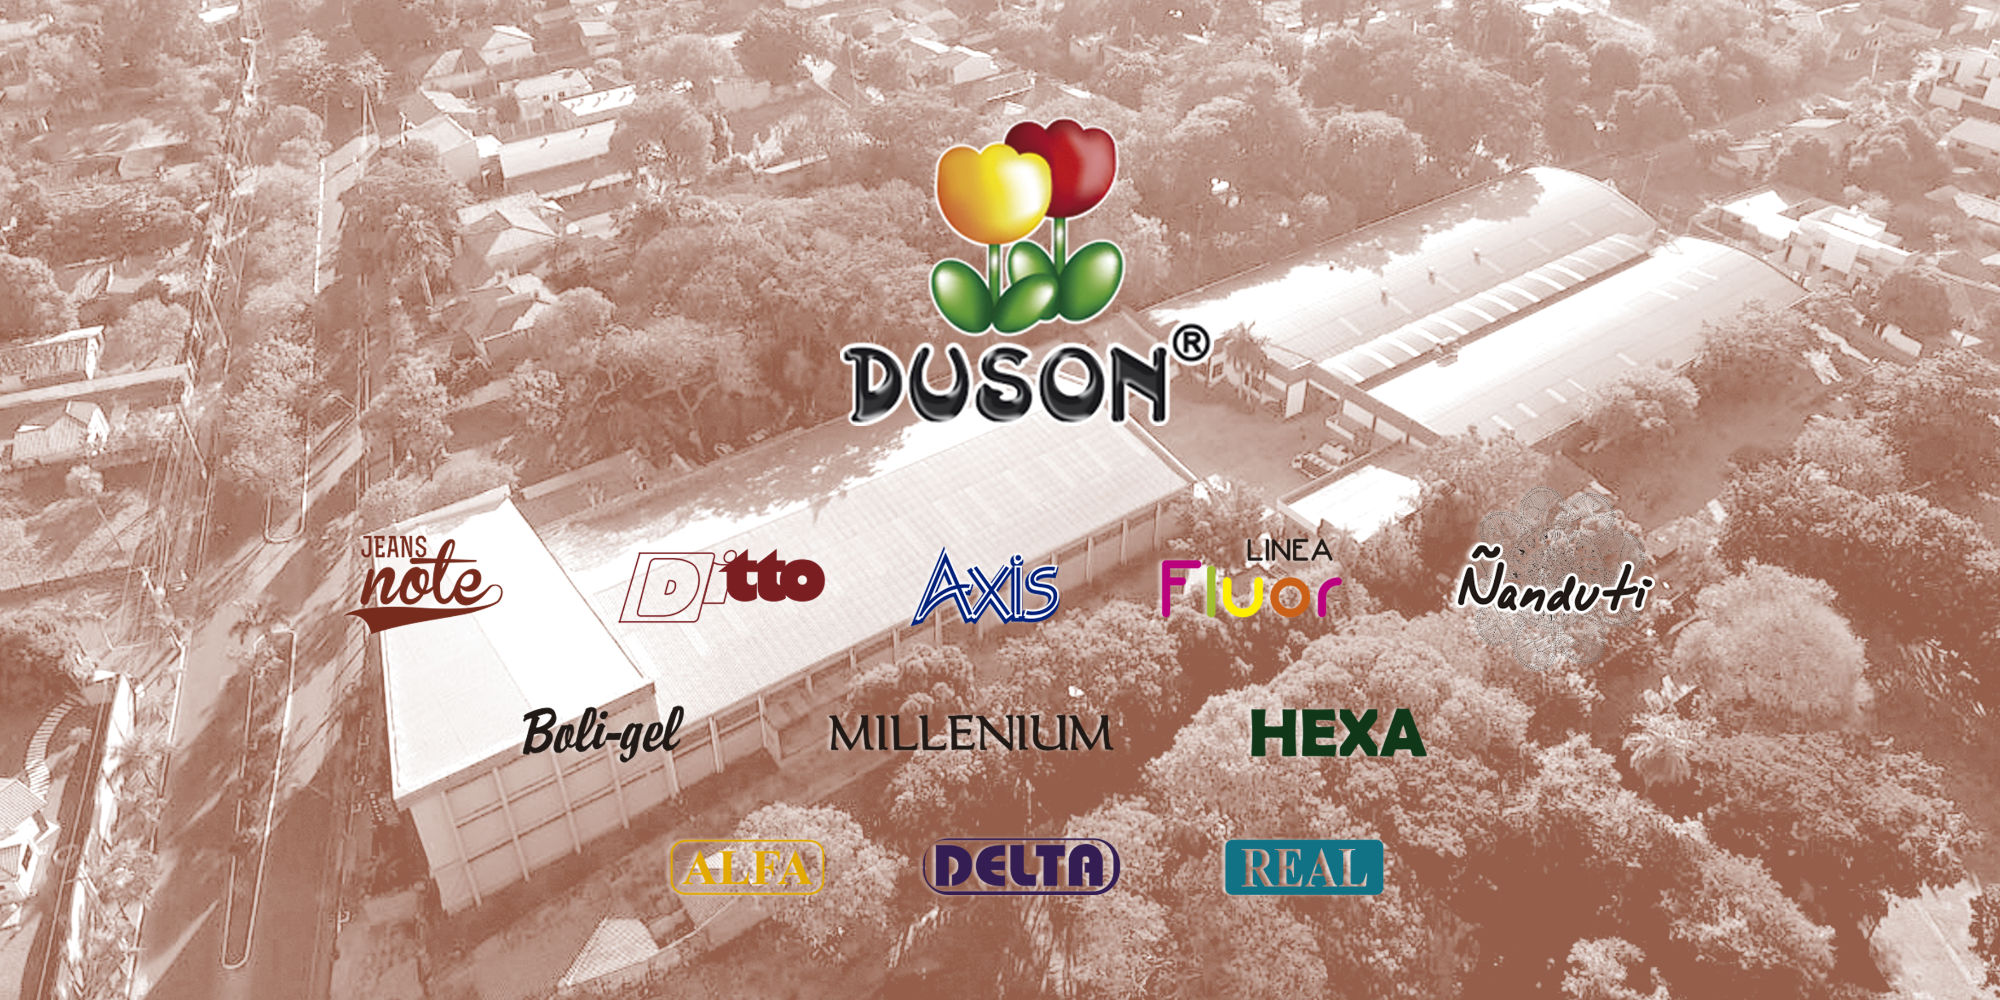 DUSON®
JEANS
note
Ditto
Axis
LINEA
Fluor
Ñanduti
Boli-gel
MILLENIUM
HEXA
ALFA
DELTA
REAL